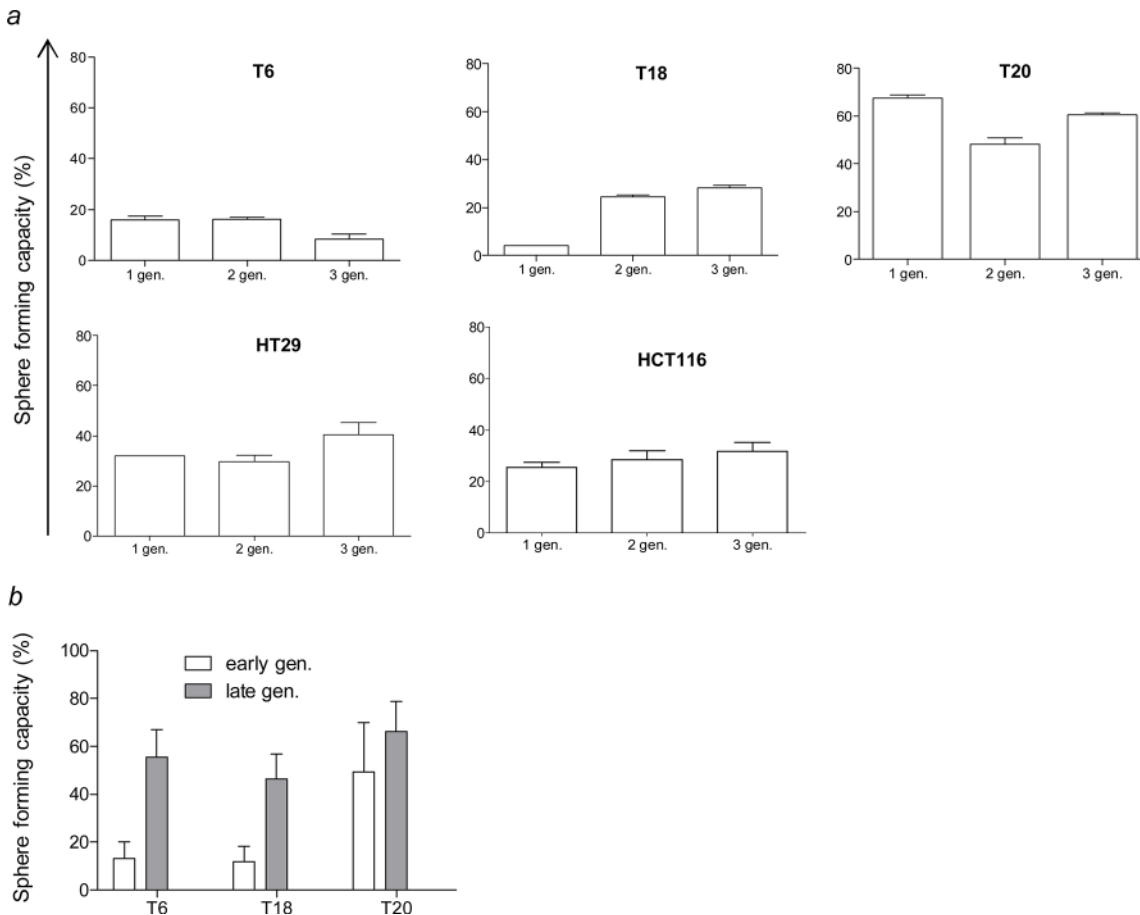 a
Sphere forming capacity (%)
T6
80
60
40
20
0
1 gen. 2 gen. 3 gen.
T18
80
60
40
20
0
1 gen. 2 gen. 3 gen.
T20
80
60
40
20
0
1 gen. 2 gen. 3 gen.
HT29
80
60
40
20
0
1 gen. 2 gen. 3 gen.
HCT116
80
60
40
20
0
1 gen. 2 gen. 3 gen.
b
Sphere forming capacity (%)
100
80
60
40
20
0
early gen.
late gen.
T6 T18 T20